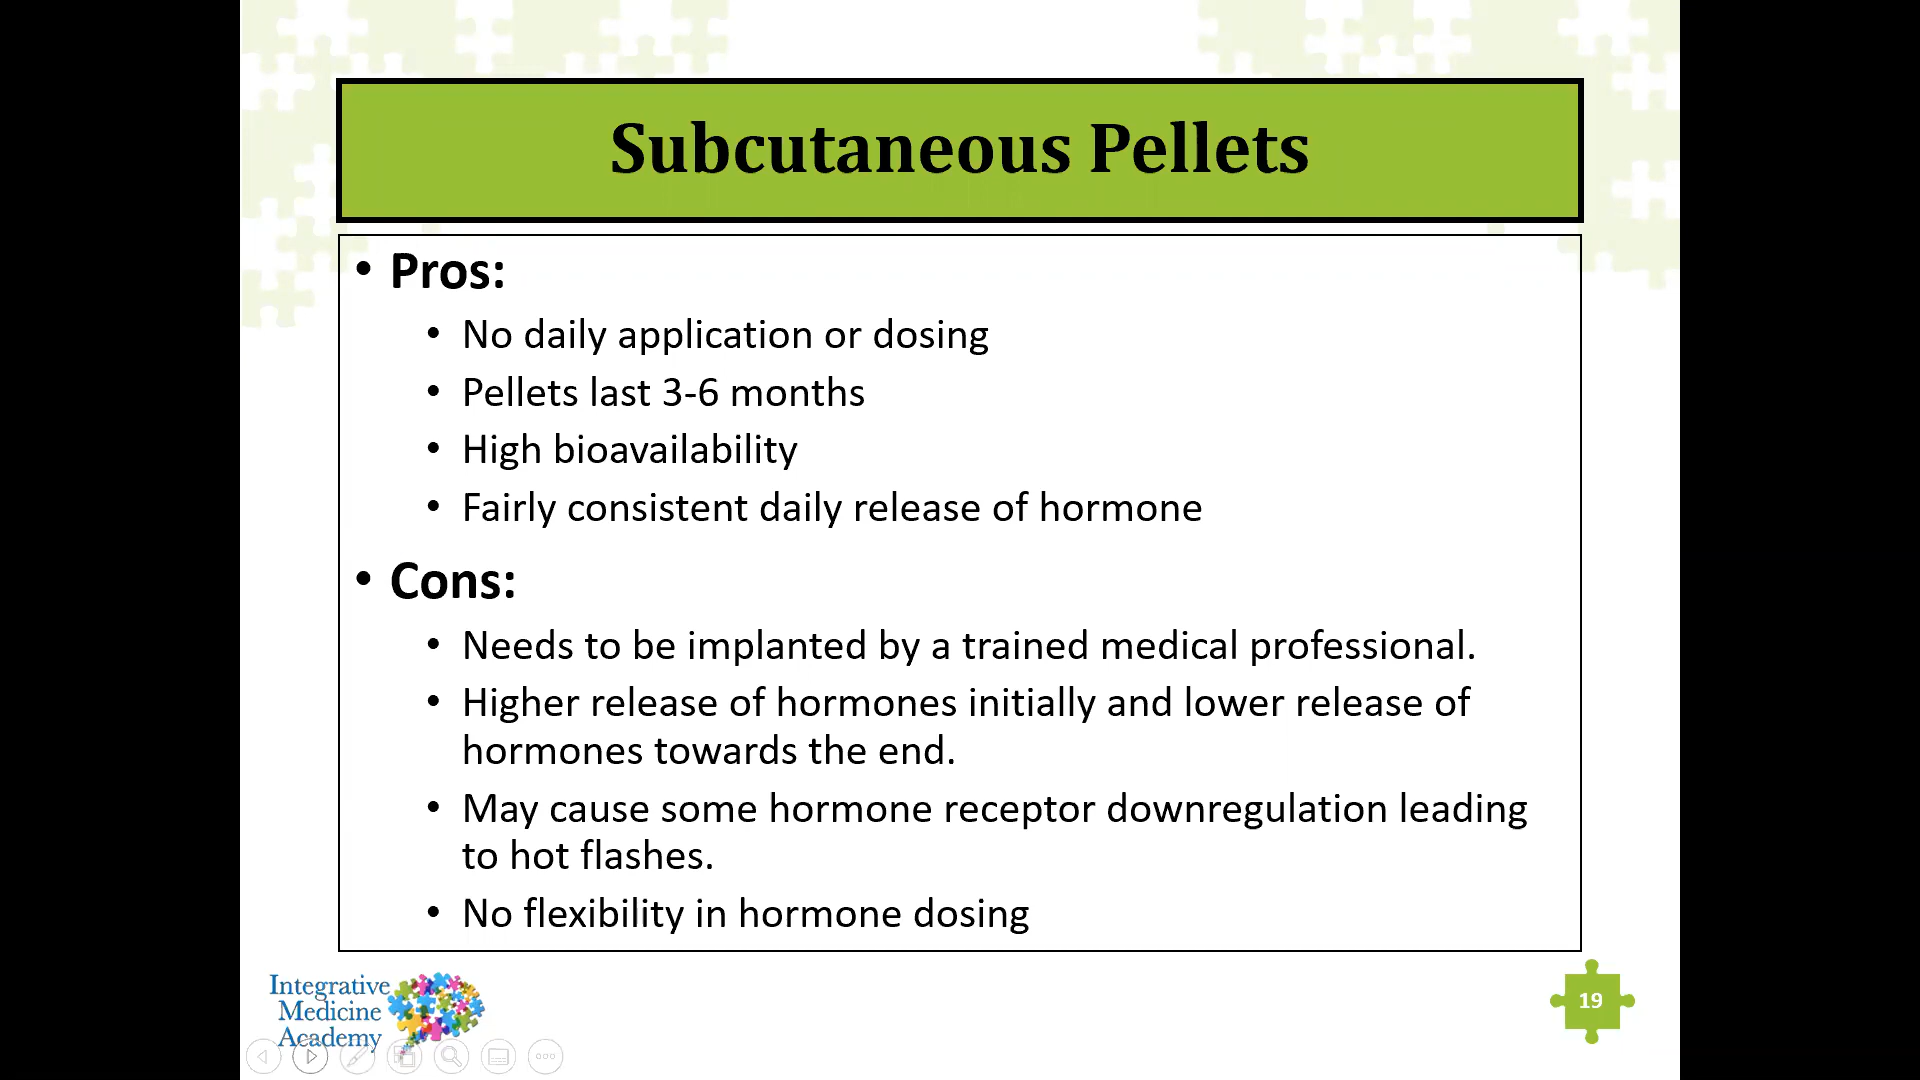 Subcutaneous Pellets
• Pros:
• No daily application or dosing
• Pellets last 3-6 months
• High bioavailability
• Fairly consistent daily release of hormone
• Cons:
• Needs to be implanted by a trained medical professional.
• Higher release of hormones initially and lower release of
hormones towards the end.
• May cause some hormone receptor downregulation leading
to hot flashes.
• No flexibility in hormone dosing
Integrative
Medicine
Academy
19